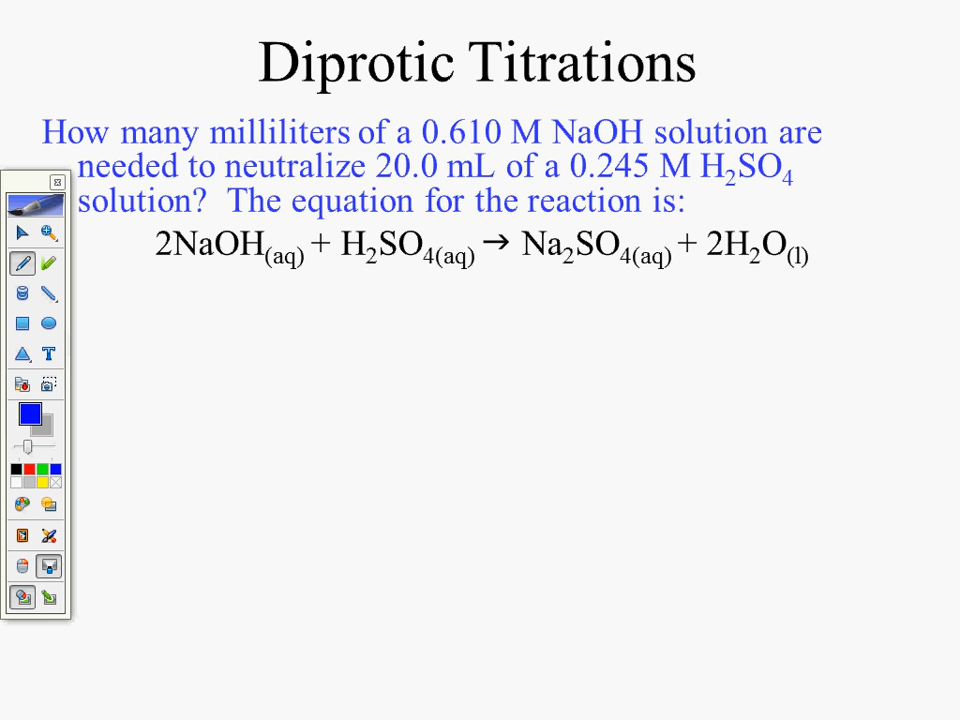 Diprotic Titrations
How many milliliters of a 0.610 M NaOH solution are
needed to neutralize 20.0 mL of a 0.245 M H₂SO₄
solution? The equation for the reaction is:
2NaOH(aq) + H₂SO₄(aq) → Na₂SO₄(aq) + 2H₂O(l)